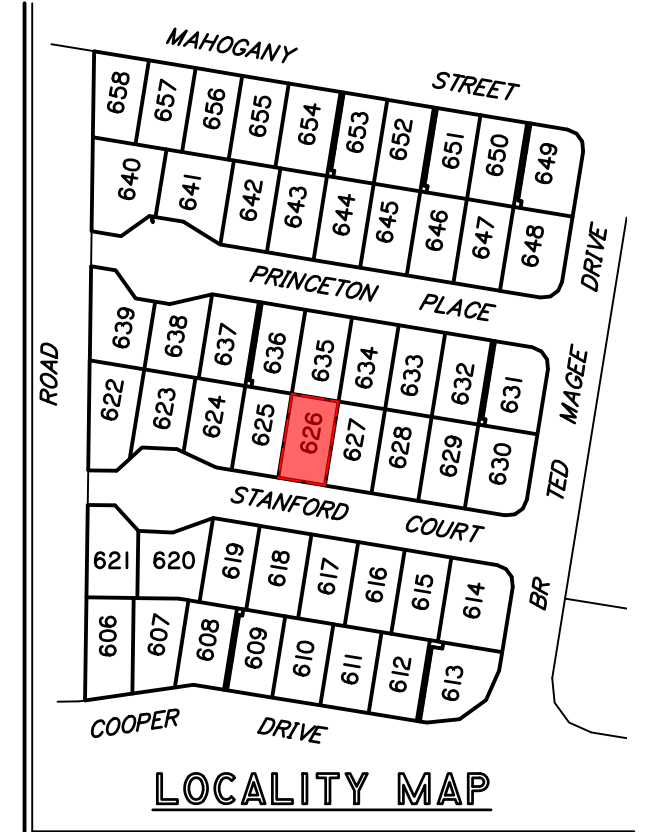 MAHOGANY STREET
658 657 656 655 654 653 652 651 650 649
640 641 642 643 644 645 646 647 648
PRINCETON PLACE
DRIVE
639 638 637 636 635 634 633 632 631
ROAD
MAGEE
622 623 624 625 626 627 628 629 630
TED
STANFORD COURT
621 620 619 618 617 616 615 614
BR
606 607 608 609 610 611 612 613
COOPER DRIVE
LOCALITY MAP